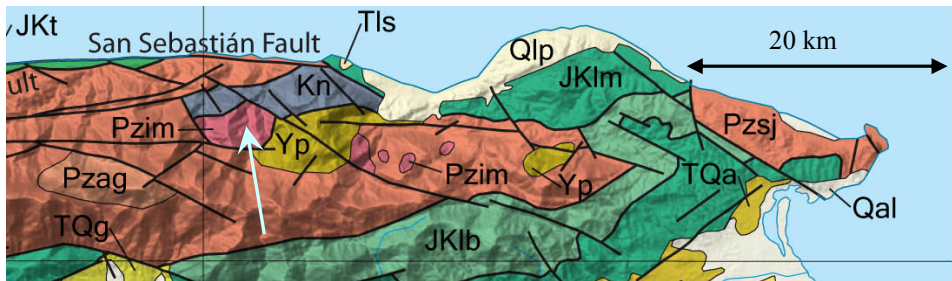 JKt
Tls
San Sebastián Fault
Qlp
20 km
JKlm
ult
Kn
Pzim
Yp
Pzsj
Pzag
Pzim
Yp
TQa
Qal
TQg
JKlb